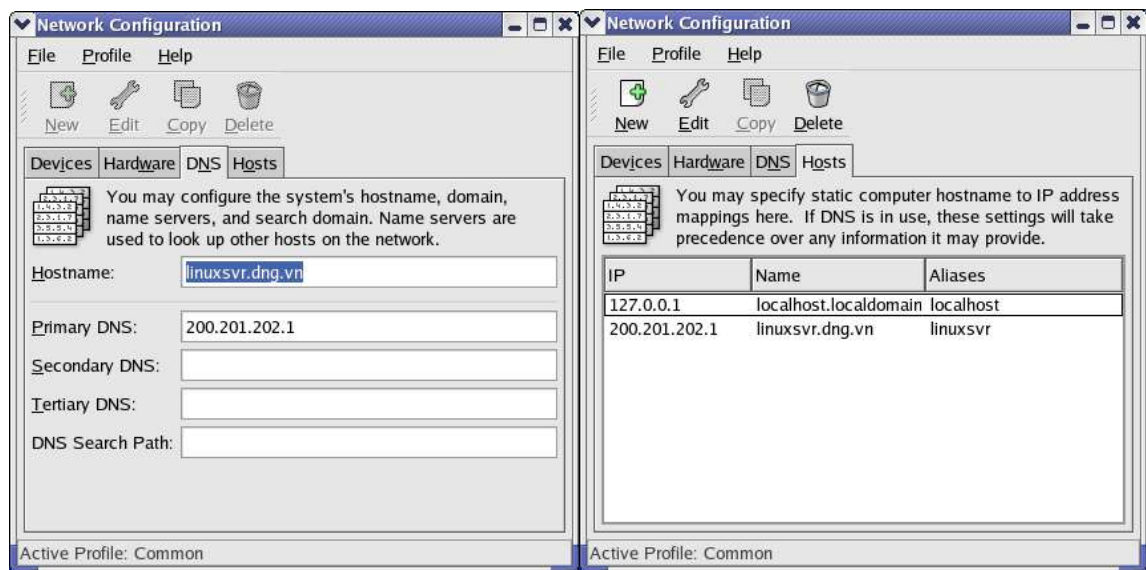 Network Configuration
File Profile Help
New Edit Copy Delete
Devices Hardware DNS Hosts
You may configure the system's hostname, domain,
name servers, and search domain. Name servers are
used to look up other hosts on the network.
Hostname: linuxsvr.dng.vn
Primary DNS: 200.201.202.1
Secondary DNS:
Tertiary DNS:
DNS Search Path:
Active Profile: Common
Network Configuration
File Profile Help
New Edit Copy Delete
Devices Hardware DNS Hosts
You may specify static computer hostname to IP address
mappings here. If DNS is in use, these settings will take
precedence over any information it may provide.
IP Name Aliases
127.0.0.1 localhost.localdomain localhost
200.201.202.1 linuxsvr.dng.vn linuxsvr
Active Profile: Common